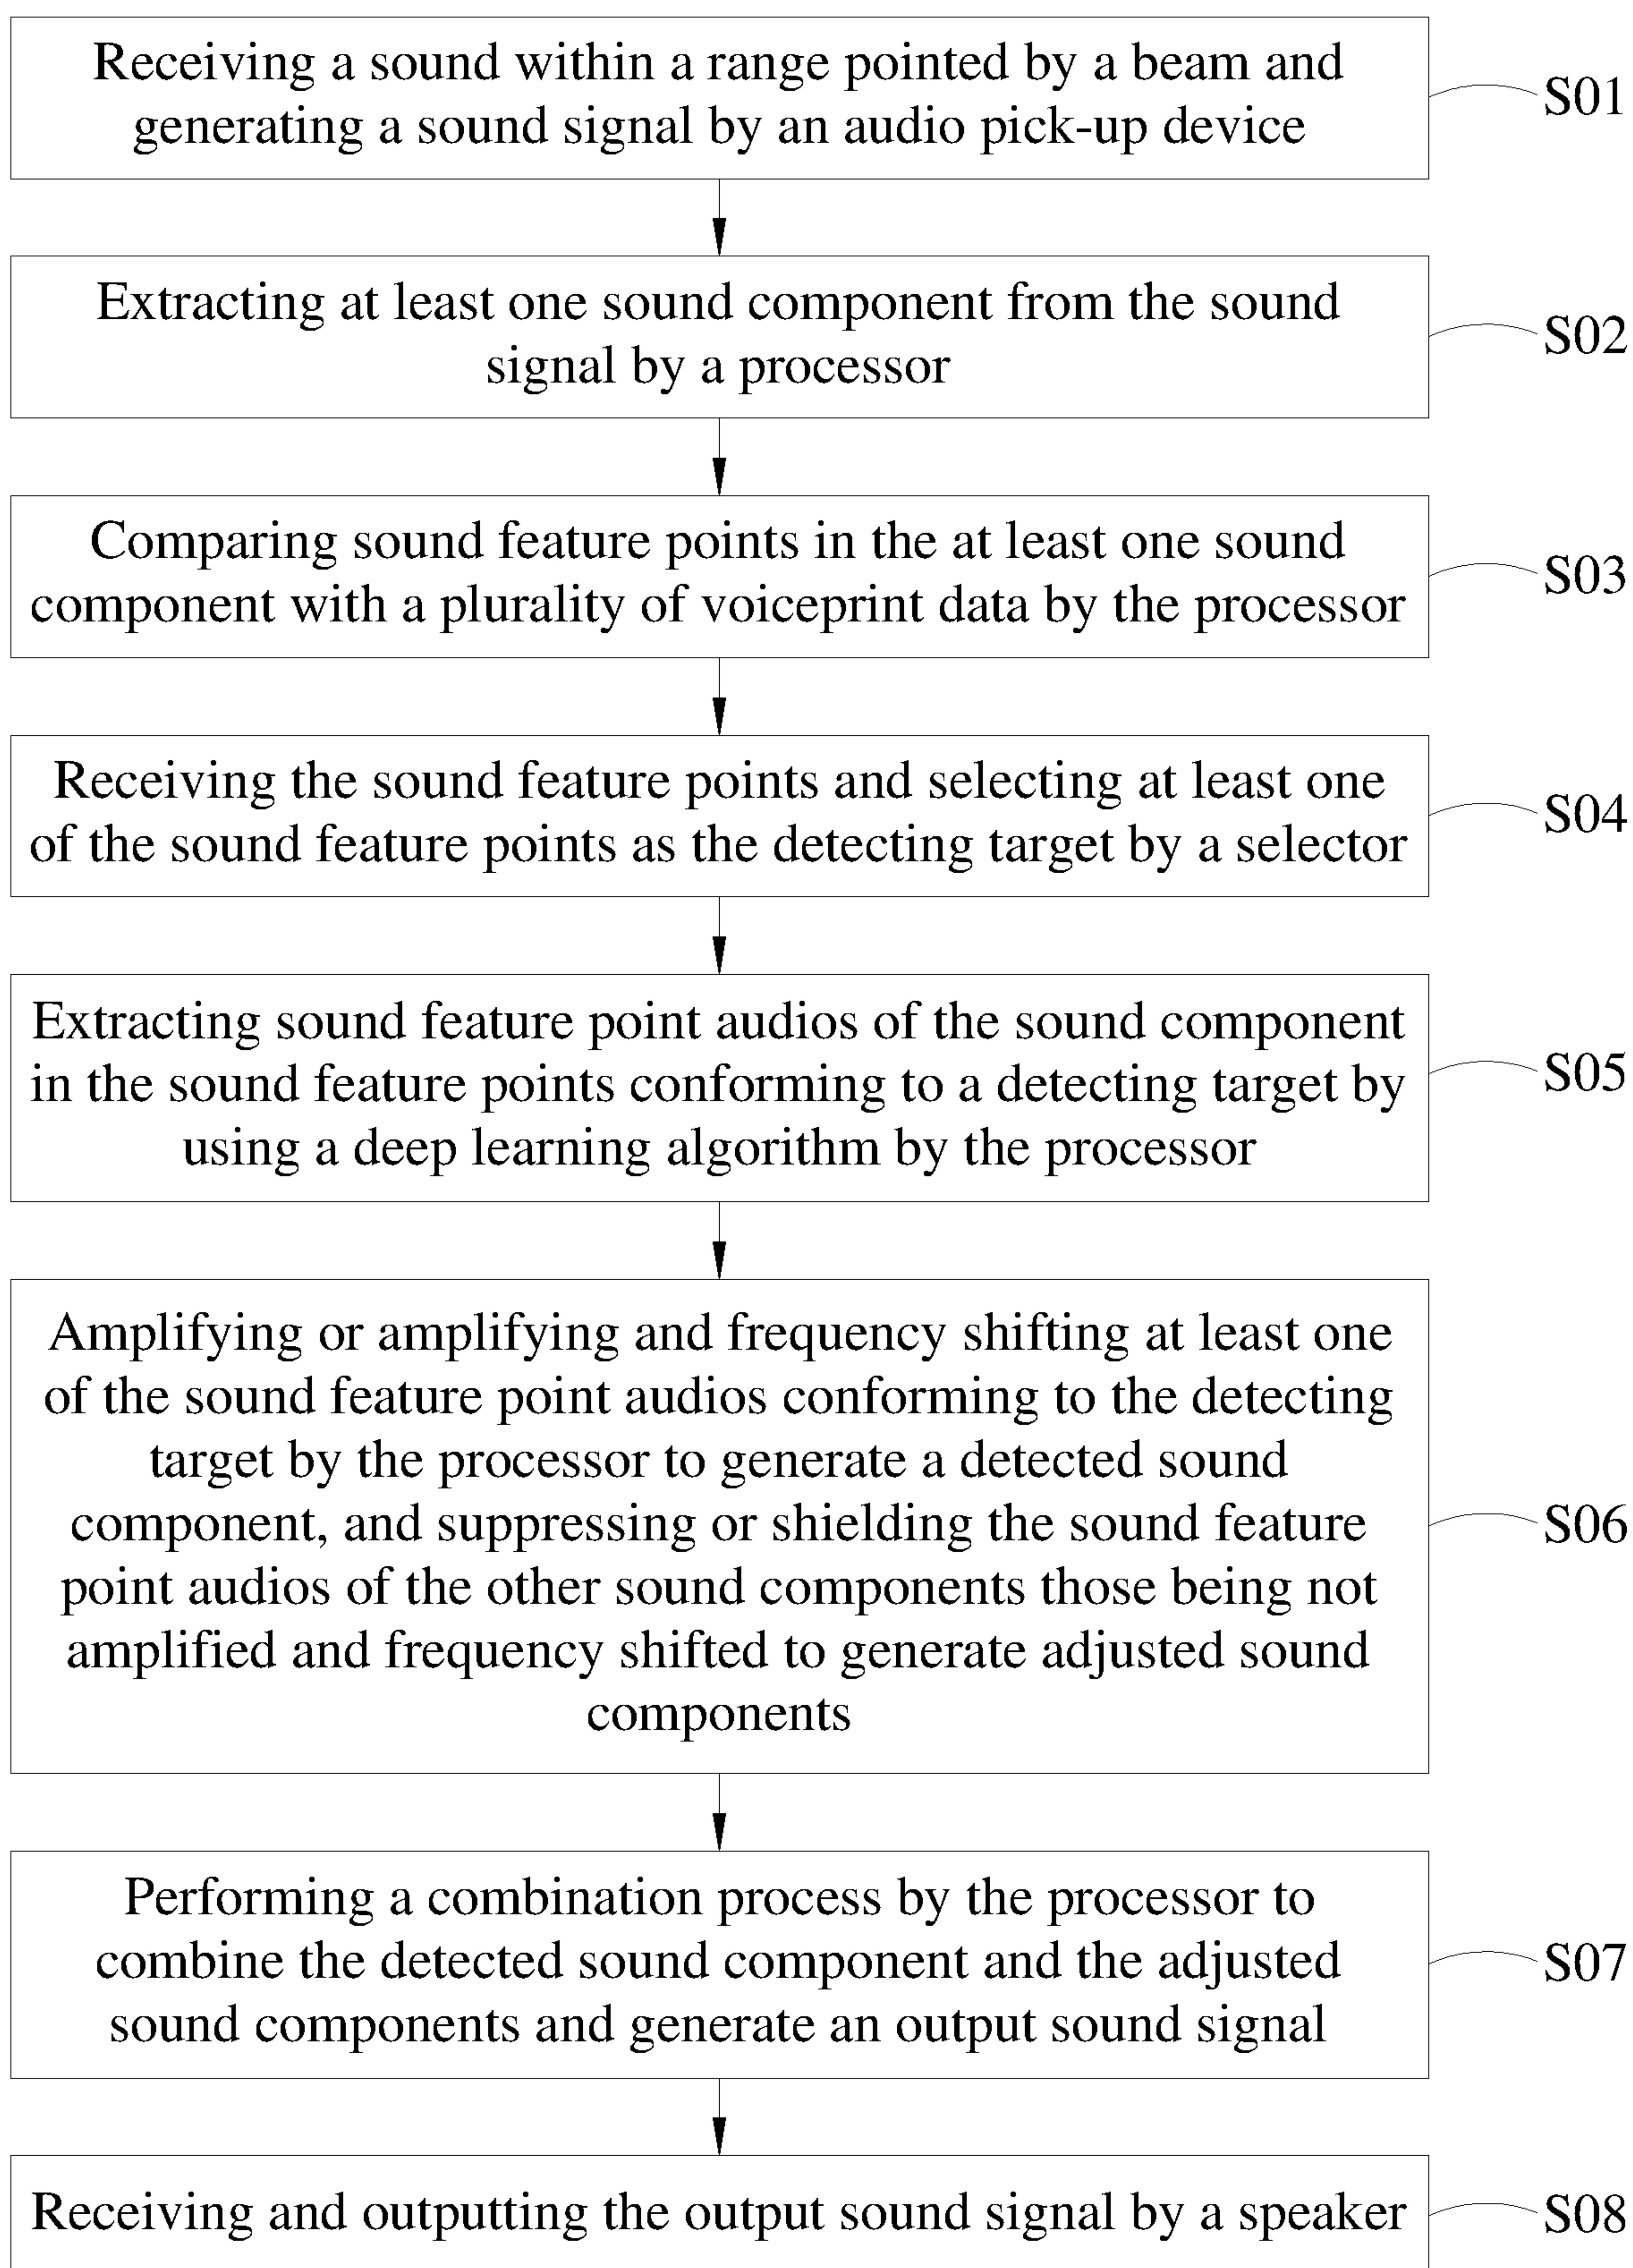 Receiving a sound within a range pointed by a beam and
generating a sound signal by an audio pick-up device
S01
Extracting at least one sound component from the sound
signal by a processor
S02
Comparing sound feature points in the at least one sound
component with a plurality of voiceprint data by the processor
S03
Receiving the sound feature points and selecting at least one
of the sound feature points as the detecting target by a selector
S04
Extracting sound feature point audios of the sound component
in the sound feature points conforming to a detecting target by
using a deep learning algorithm by the processor
S05
Amplifying or amplifying and frequency shifting at least one
of the sound feature point audios conforming to the detecting
target by the processor to generate a detected sound
component, and suppressing or shielding the sound feature
point audios of the other sound components those being not
amplified and frequency shifted to generate adjusted sound
components
S06
Performing a combination process by the processor to
combine the detected sound component and the adjusted
sound components and generate an output sound signal
S07
Receiving and outputting the output sound signal by a speaker
S08